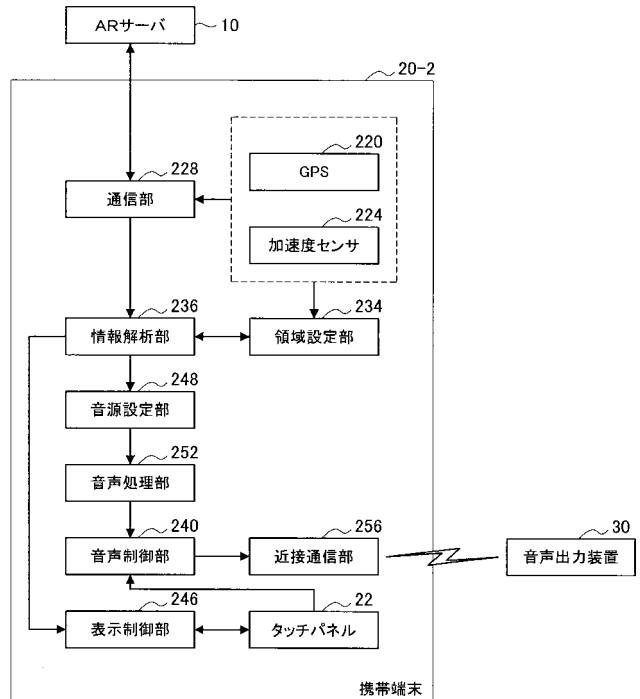 ARサーバ
10
20-2
220
GPS
228
通信部
224
加速度センサ
236
情報解析部
234
領域設定部
248
音源設定部
252
音声処理部
240
音声制御部
256
近接通信部
30
音声出力装置
246
表示制御部
22
タッチパネル
携帯端末